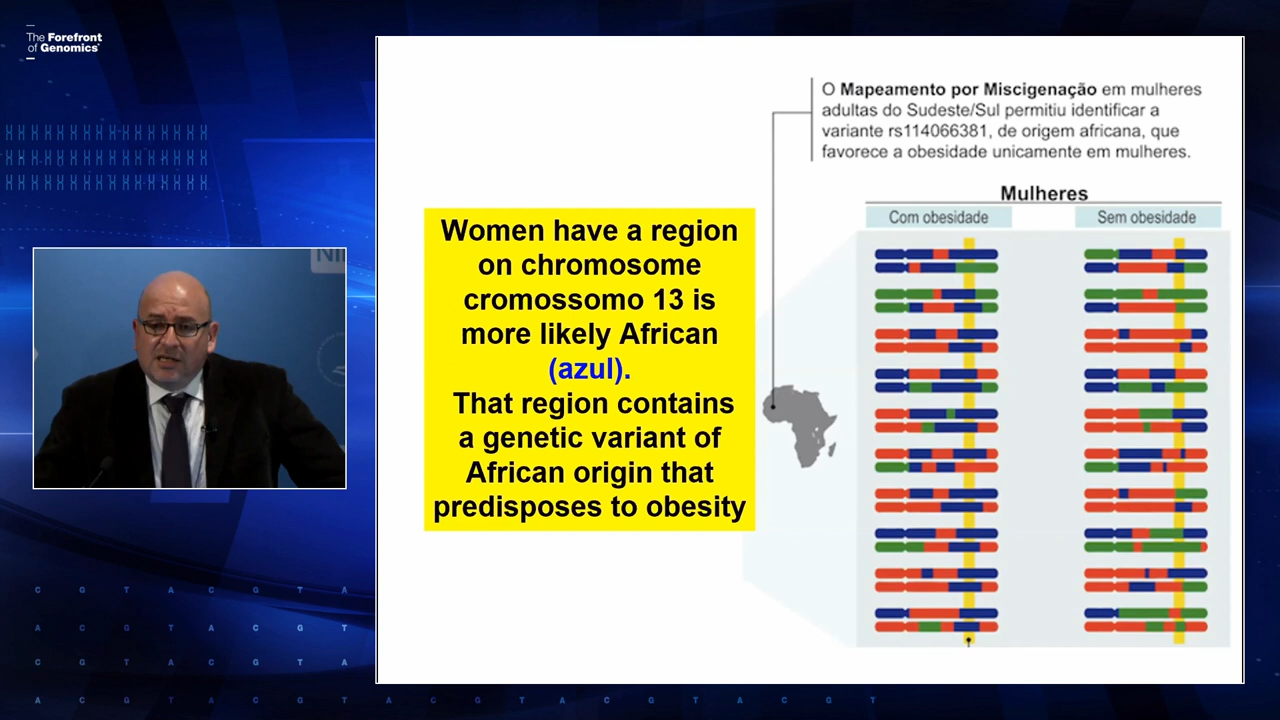 The Forefront
of Genomics
O Mapeamento por Miscigenação em mulheres
adultas do Sudeste/Sul permitiu identificar a
variante rs114066381, de origem africana, que
favorece a obesidade unicamente em mulheres.
Mulheres
Com obesidade
Sem obesidade
Women have a region
on chromosome
cromossomo 13 is
more likely African
(azul).
That region contains
a genetic variant of
African origin that
predisposes to obesity
C G T A C G T A
A C G T A C G T
C G T A C G T A
A C G T A C G T A C G T A C G T A C G T A C G T